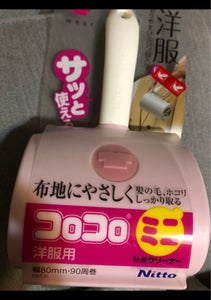 wear
洋服
サッと
使え
布地にやさしく
髪の毛、ホコリ
しっかり取る
コロコロ ミニ
洋服用
粘着クリーナー
幅80mm・90周巻
Nitto